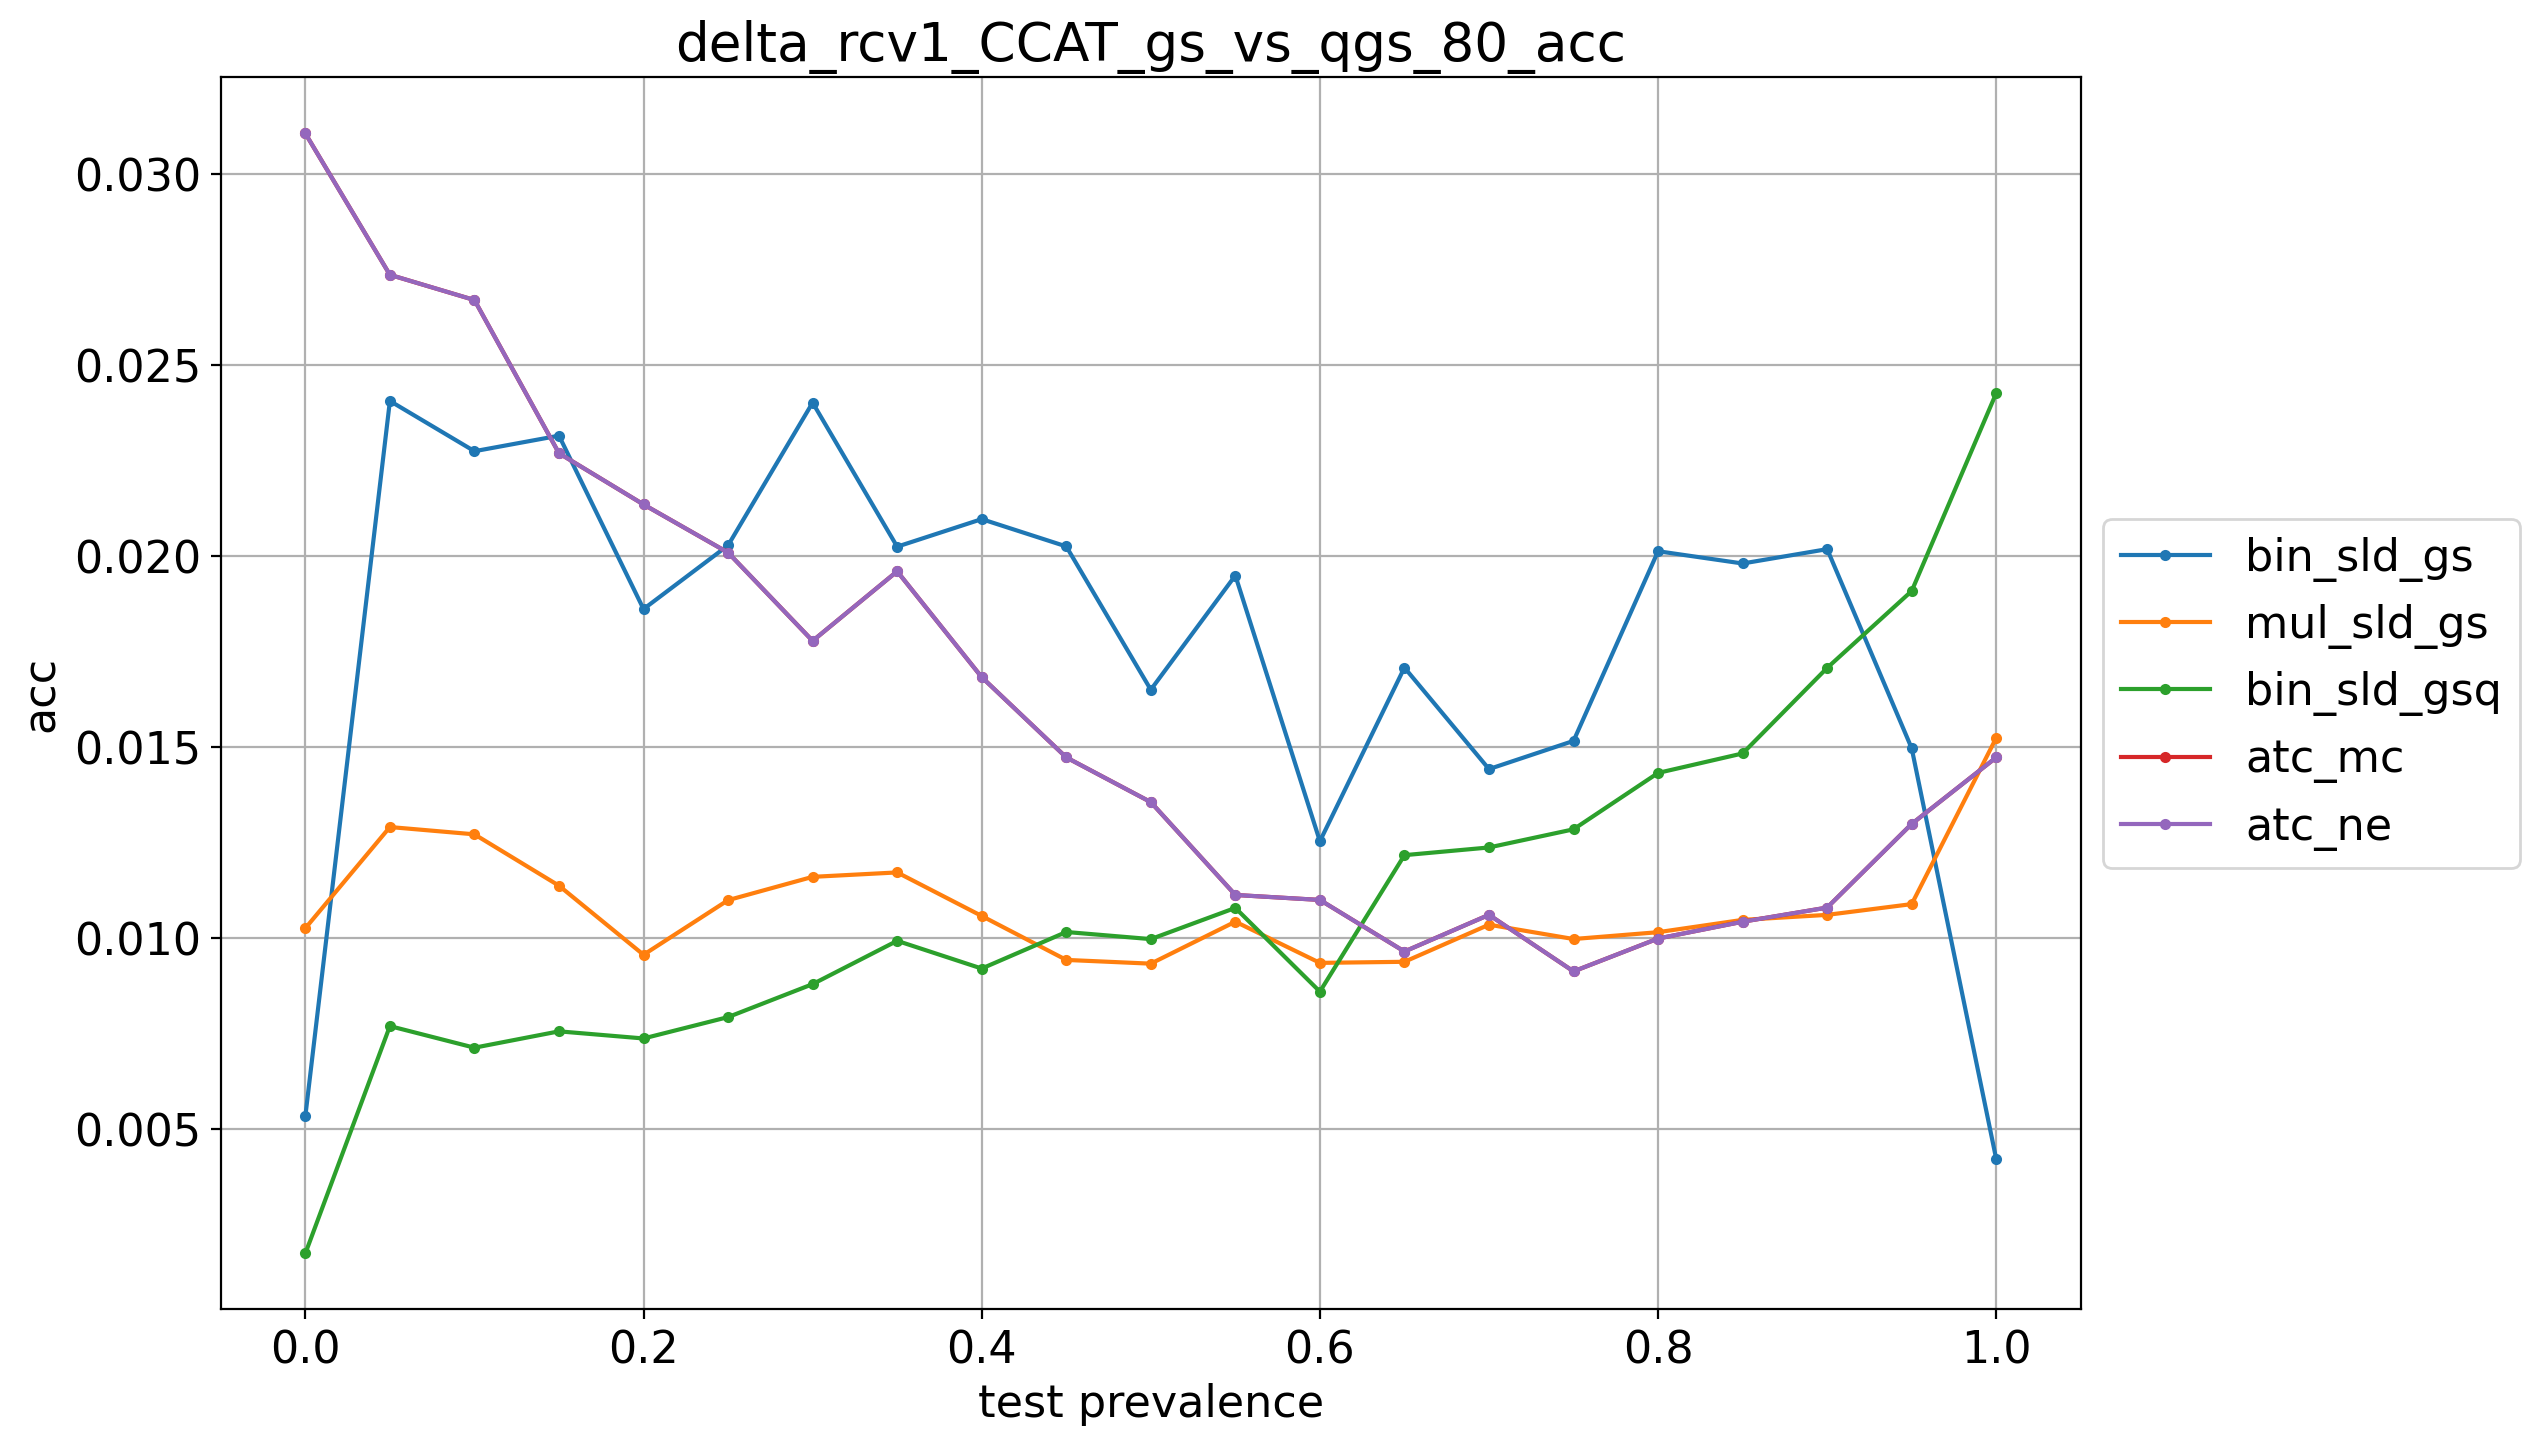 delta_rcv1_CCAT_gs_vs_qgs_80_acc
acc
0.030
0.025
0.020
0.015
0.010
0.005
0.0 0.2 0.4 0.6 0.8 1.0
test prevalence
bin_sld_gs
mul_sld_gs
bin_sld_gsq
atc_mc
atc_ne